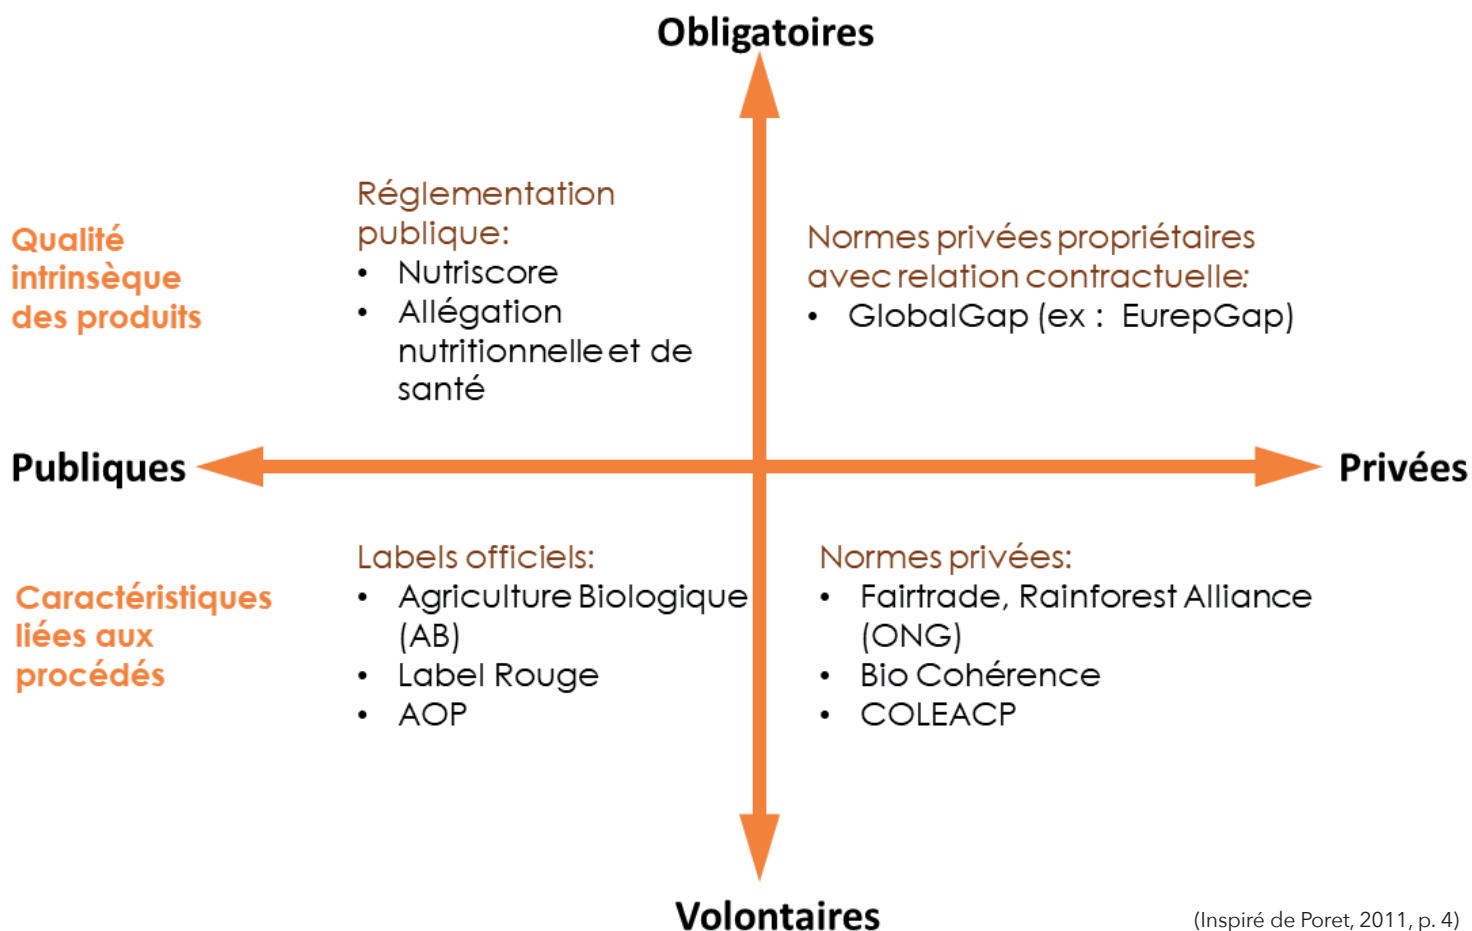 Obligatoires
Qualité
intrinsèque
des produits
Réglementation
publique:
• Nutriscore
• Allégation
nutritionnelle et de
santé
Normes privées propriétaires
avec relation contractuelle:
• GlobalGap (ex : EurepGap)
Publiques
Privées
Caractéristiques
liées aux
procédés
Labels officiels:
• Agriculture Biologique
(AB)
• Label Rouge
• AOP
Normes privées:
• Fairtrade, Rainforest Alliance
(ONG)
• Bio Cohérence
• COLEACP
Volontaires
(Inspiré de Poret, 2011, p. 4)